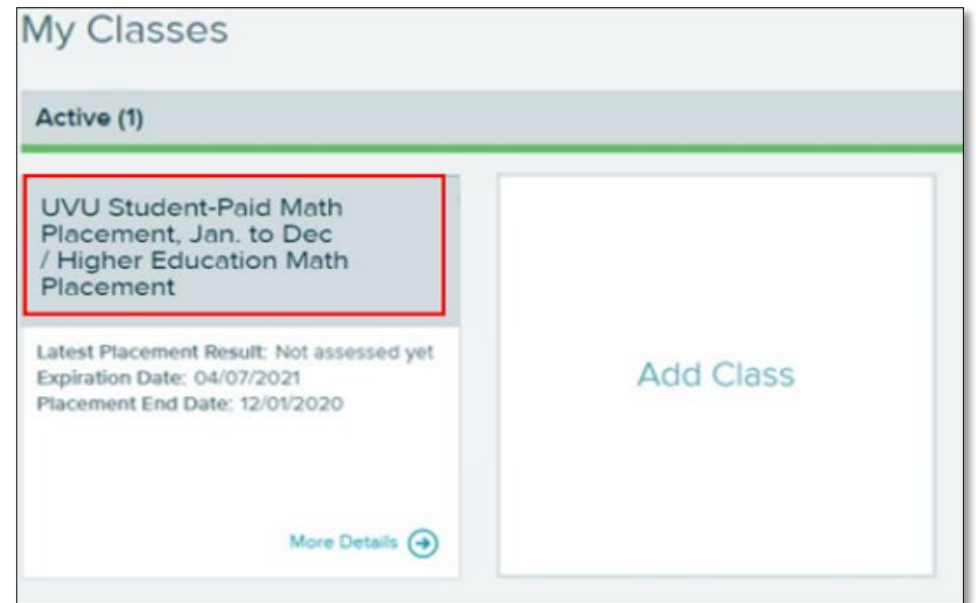 My Classes
Active (1)
UVU Student-Paid Math
Placement, Jan. to Dec
/ Higher Education Math
Placement
Latest Placement Result: Not assessed yet
Expiration Date: 04/07/2021
Placement End Date: 12/01/2020
More Details
Add Class